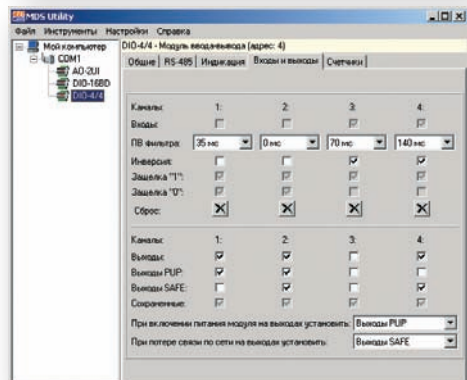 MDS Utility
Файл Инструменты Настройки Справка
Мой компьютер
COM1
AO-2UI
DIO-16BD
DIO-4/4
DIO-4/4 - Модуль ввода-вывода (адрес: 4)
Общие RS-485 Индикация Входы и выходы Счетчики
Каналы: 1: 2: 3: 4:
Входы:
ПВ фильтра: 35 мс 0 мс 70 мс 140 мс
Инверсия:
Защелка "1":
Защелка "0":
Сброс:
Каналы: 1: 2: 3: 4:
Выходы:
Выходы PUP:
Выходы SAFE:
Сохраненные:
При включении питания модуля на выходах установить: Выходы PUP
При потере связи по сети на выходах установить: Выходы SAFE